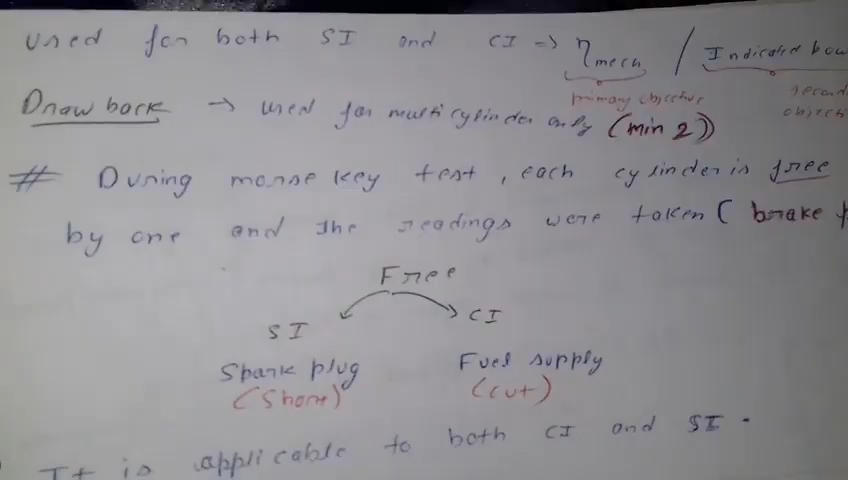 used for both SI and CI => ηmech / Indicated
primary objective
Drawback → used for multicylinder only (min 2)
# During morse key test, each cylinder is free
by one and the readings were taken ( brake
Free
SI CI
Spark plug Fuel supply
(Short) (cut)
It is applicable to both CI and SI.